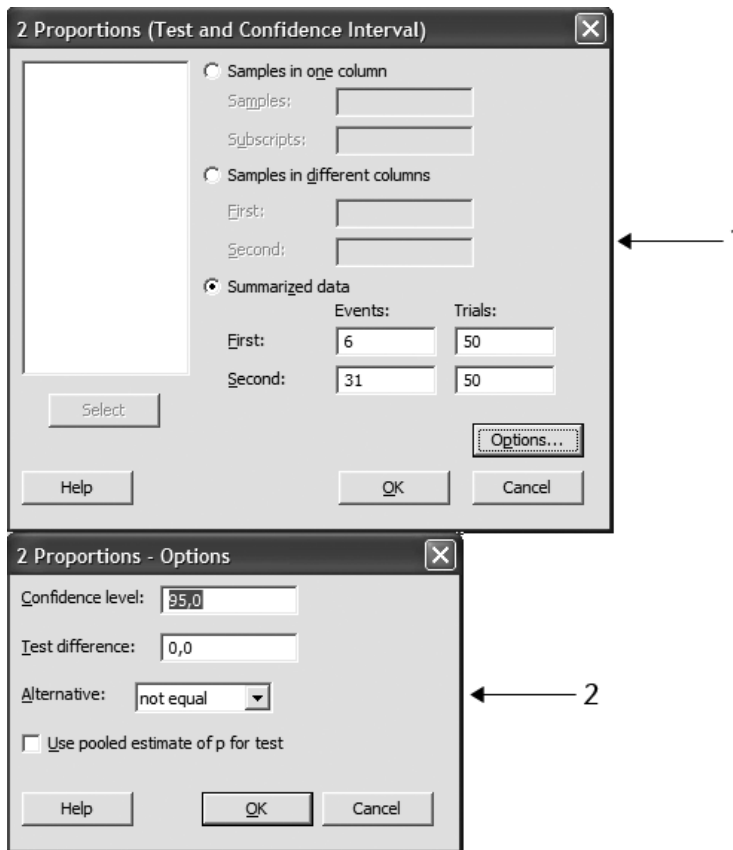 2 Proportions (Test and Confidence Interval)
Samples in one column
Samples:
Subscripts:
Samples in different columns
First:
Second:
Summarized data
Events: Trials:
First: 6 50
Second: 31 50
Select
Options...
Help OK Cancel
2 Proportions - Options
Confidence level: 95,0
Test difference: 0,0
Alternative: not equal
2
Use pooled estimate of p for test
Help OK Cancel